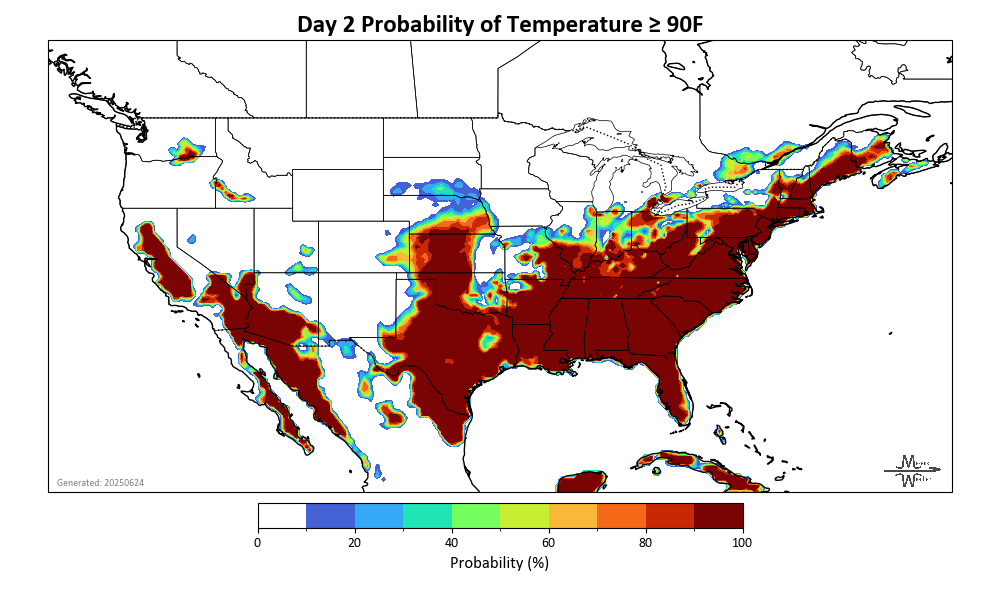 Day 2 Probability of Temperature ≥ 90F
Generated: 20250624
0 20 40 60 80 100
Probability (%)